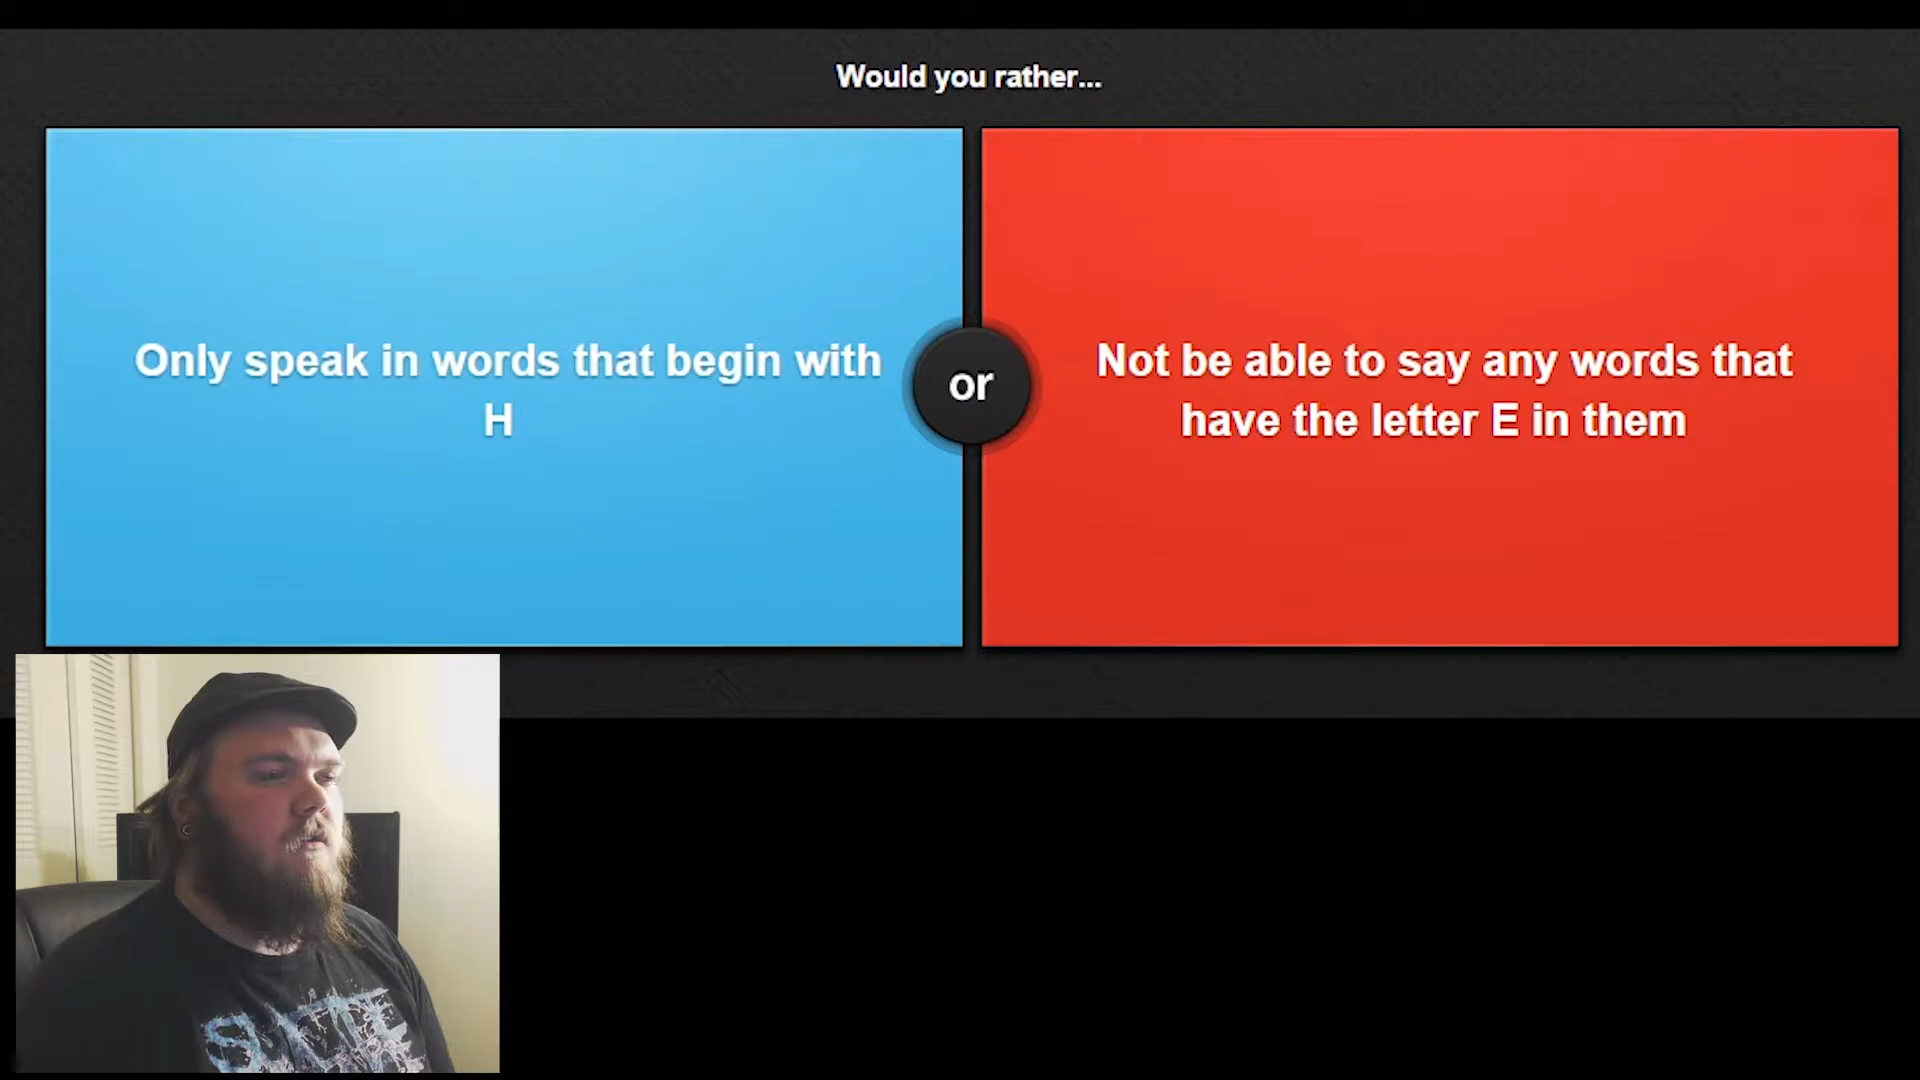 Would you rather...
Only speak in words that begin with
H
or
Not be able to say any words that
have the letter E in them